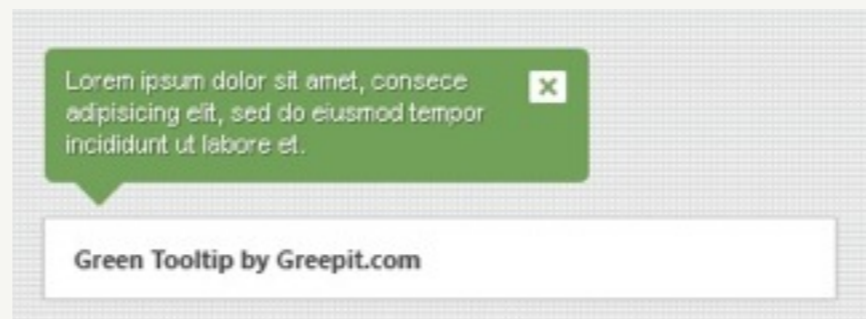 Lorem ipsum dolor sit amet, consece
adipisicing elit, sed do eiusmod tempor
incididunt ut labore et.
Green Tooltip by Greepit.com